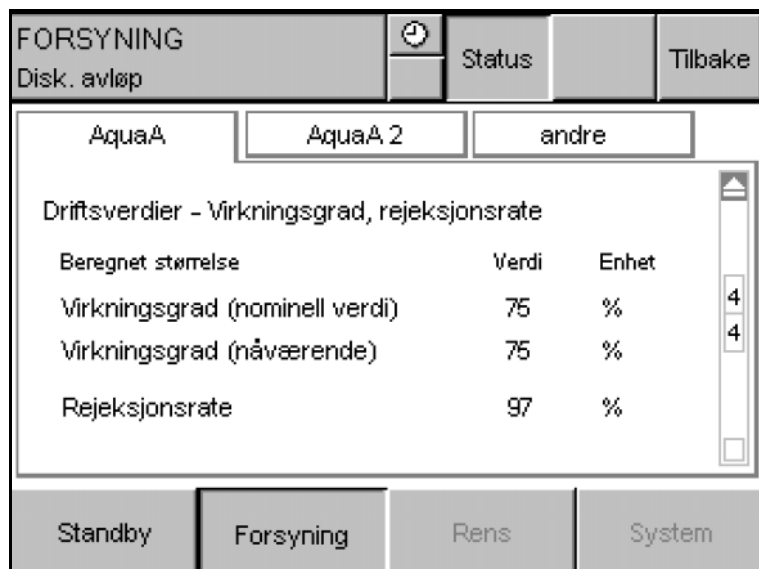 FORSYNING
Disk. avløp
Status
Tilbake
AquaA
AquaA 2
andre
Driftsverdier - Virkningsgrad, rejeksjonsrate
Beregnet størrelse Verdi Enhet
Virkningsgrad (nominell verdi) 75 %
Virkningsgrad (nåværende) 75 %
Rejeksjonsrate 97 %
4
4
Standby
Forsyning
Rens
System